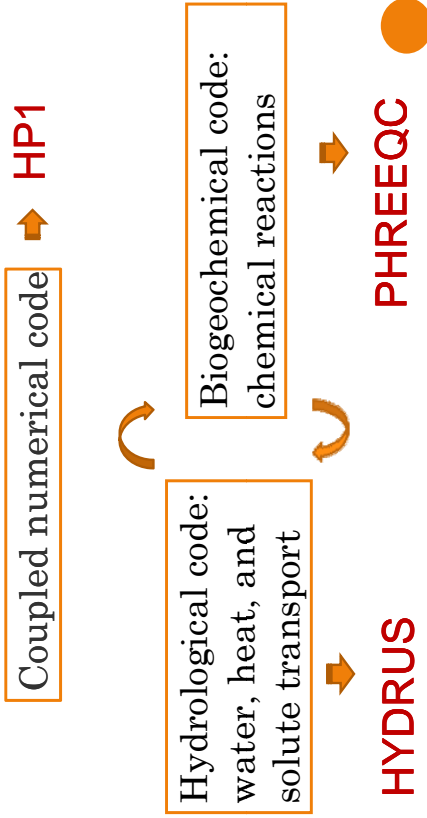 Coupled numerical code
HP1
Hydrological code:
water, heat, and
solute transport
Biogeochemical code:
chemical reactions
HYDRUS
PHREEQC